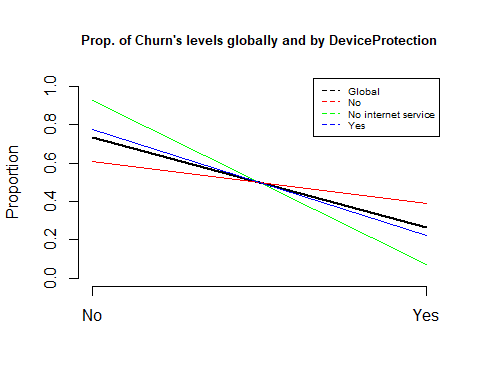 Prop. of Churn's levels globally and by DeviceProtection
Global
No
No internet service
Yes
Proportion
1.0
0.8
0.6
0.4
0.2
0.0
No
Yes